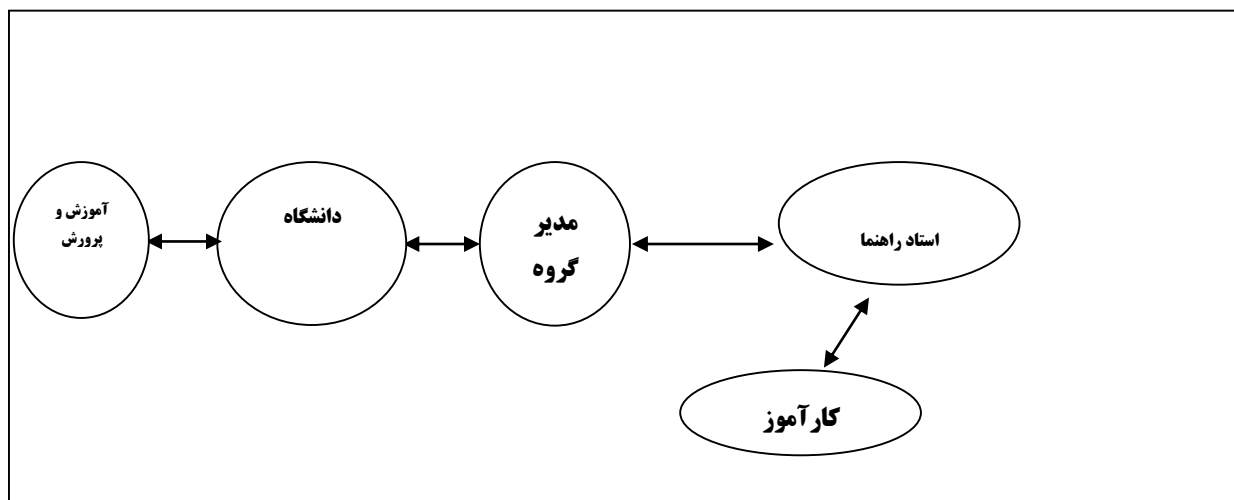 استاد راهنما
مدیر
گروه
دانشگاه
آموزش و
پرورش
کارآموز